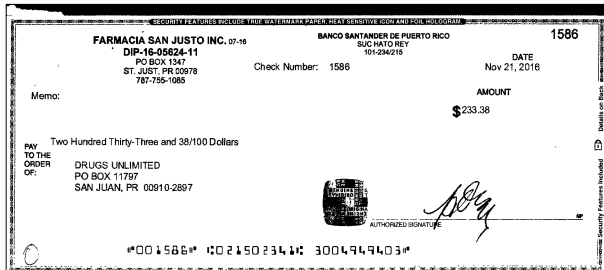 SECURITY FEATURES INCLUDE TRUE WATERMARK PAPER, HEAT SENSITIVE ICON AND FOIL HOLOGRAM
FARMACIA SAN JUSTO INC. 07-16
DIP-16-05624-11
PO BOX 1347
ST. JUST, PR 00978
787-755-1085
BANCO SANTANDER DE PUERTO RICO
SUC HATO REY
101-234/215
1586
Check Number: 1586
DATE
Nov 21, 2016
Memo:
AMOUNT
$233.38
Two Hundred Thirty-Three and 38/100 Dollars
PAY
TO THE
ORDER
OF:
DRUGS UNLIMITED
PO BOX 11797
SAN JUAN, PR 00910-2897
AUTHORIZED SIGNATURE
MP
⑈001586⑈ ⑆021502341⑆ 3004949403⑈
Security Features Included
Details on Back